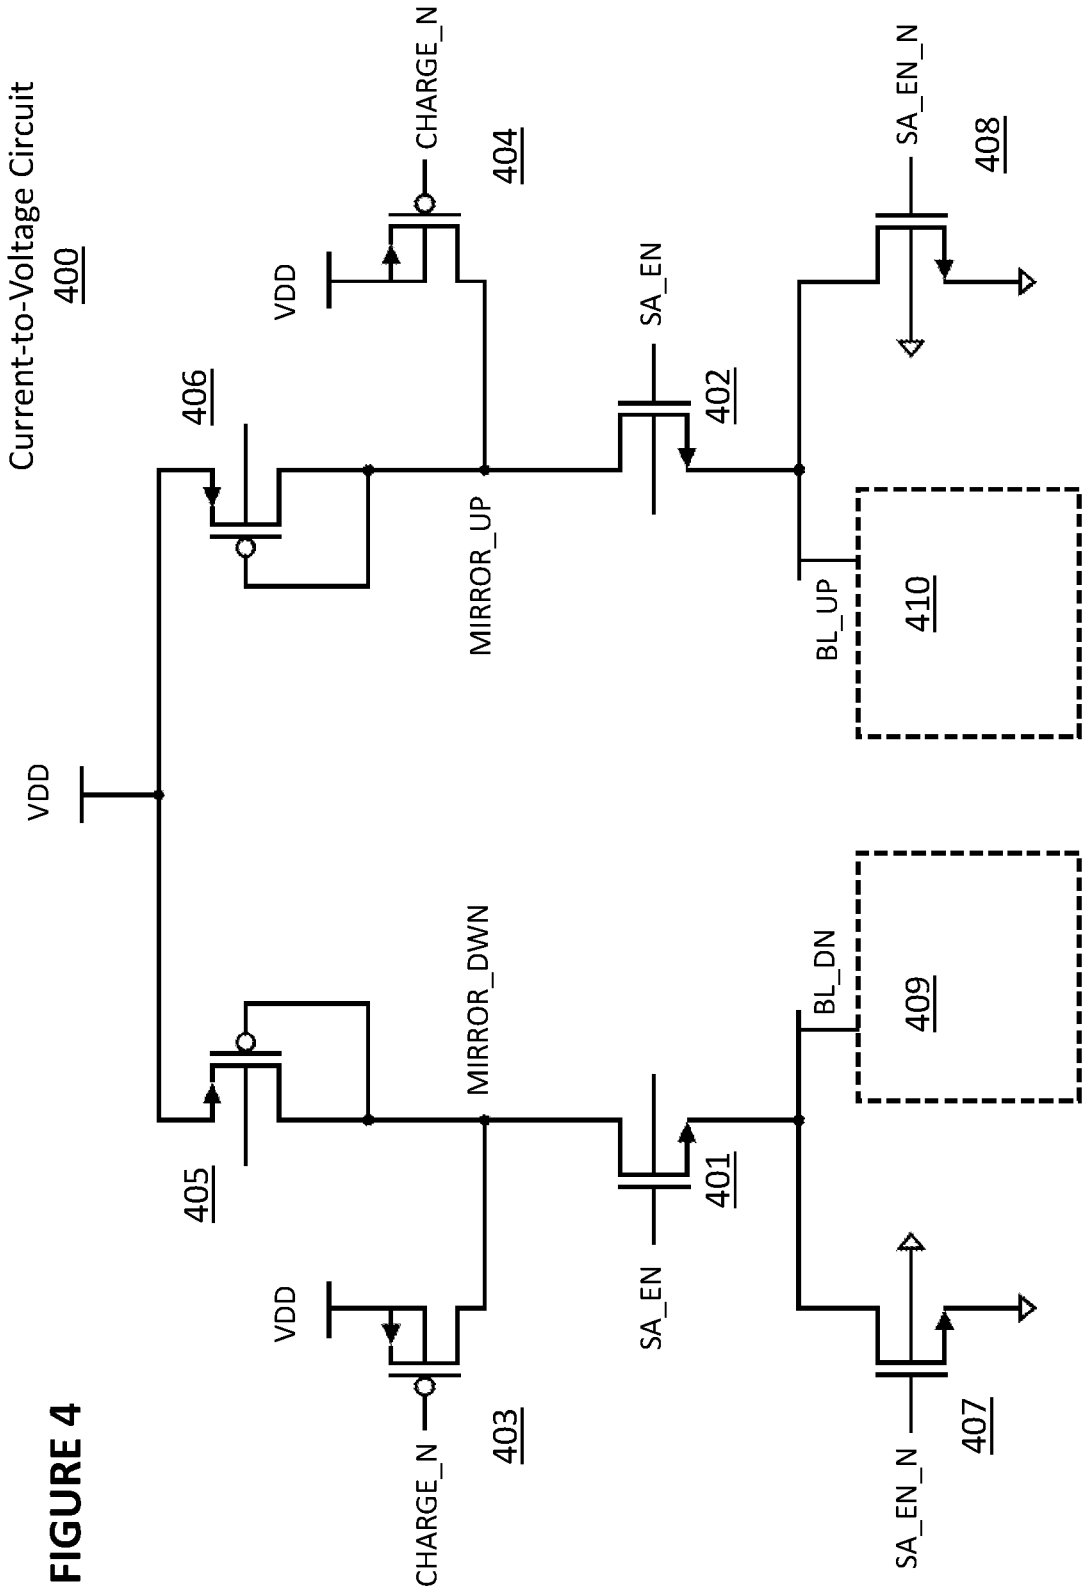 FIGURE 4
Current-to-Voltage Circuit
400
VDD
405
406
VDD
VDD
CHARGE_N
403
CHARGE_N
404
MIRROR_DWN
MIRROR_UP
SA_EN
401
SA_EN
402
BL_DN
BL_UP
SA_EN_N
407
409
410
SA_EN_N
408